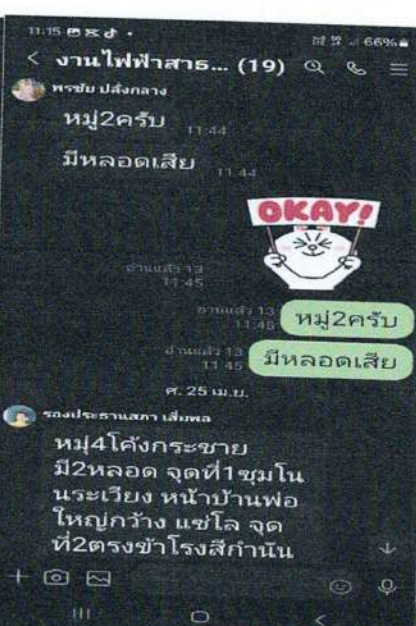 11:15
66%
< งานไฟฟ้าสาธ... (19)
พรชัย ปลั่งกลาง
หมู่2ครับ
11:44
มีหลอดเสีย
11:44
OKAY!
อ่านแล้ว 13
11:45
อ่านแล้ว 13
11:45
หมู่2ครับ
อ่านแล้ว 13
11:45
มีหลอดเสีย
ศ. 25 เม.ย.
รองประธานสภา เสี่ยพล
หมู่4โค้งกระชาย
มี2หลอด จุดที่1ซุมโน
นระเวียง หน้าบ้านฟอ
ใหญ่กว้าง แซ่โล จุด
ที่2ตรงข้าโรงสีกำนัน